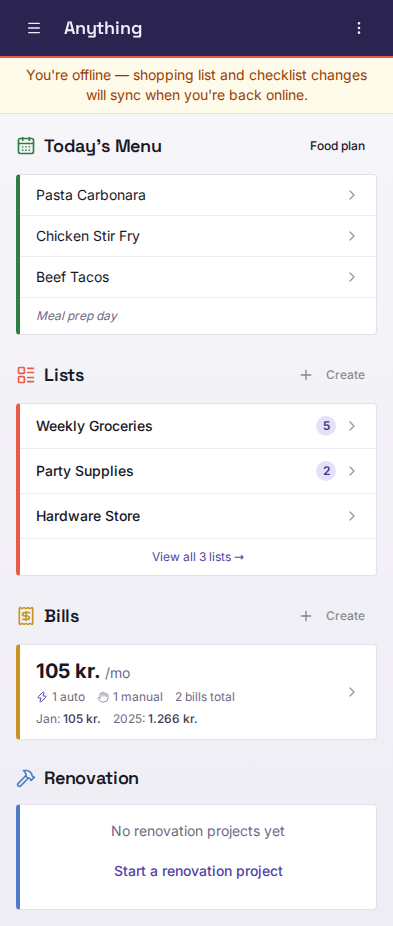 Anything
You're offline — shopping list and checklist changes
will sync when you're back online.
Today's Menu
Food plan
Pasta Carbonara
Chicken Stir Fry
Beef Tacos
Meal prep day
Lists
+ Create
Weekly Groceries 5
Party Supplies 2
Hardware Store
View all 3 lists →
Bills
+ Create
105 kr. /mo
1 auto 1 manual 2 bills total
Jan: 105 kr. 2025: 1.266 kr.
Renovation
No renovation projects yet
Start a renovation project